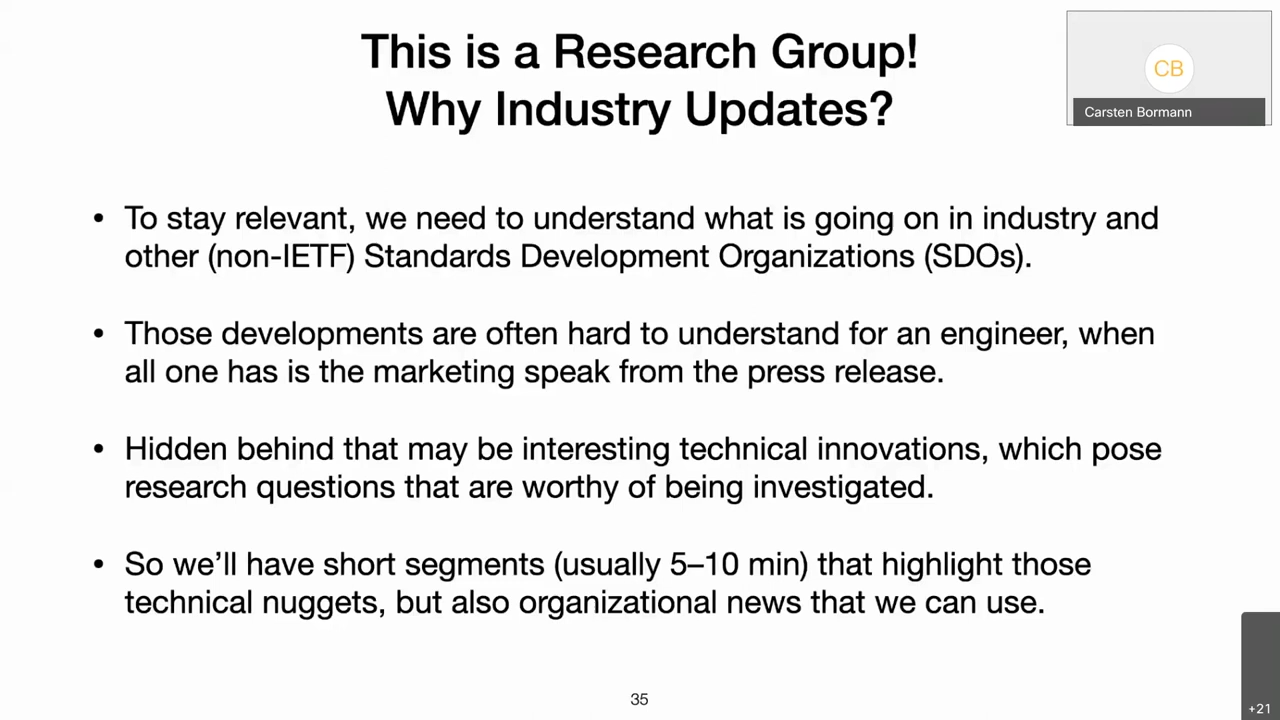 This is a Research Group!
Why Industry Updates?
CB
Carsten Bormann
• To stay relevant, we need to understand what is going on in industry and
other (non-IETF) Standards Development Organizations (SDOs).
• Those developments are often hard to understand for an engineer, when
all one has is the marketing speak from the press release.
• Hidden behind that may be interesting technical innovations, which pose
research questions that are worthy of being investigated.
• So we’ll have short segments (usually 5–10 min) that highlight those
technical nuggets, but also organizational news that we can use.
35
+21